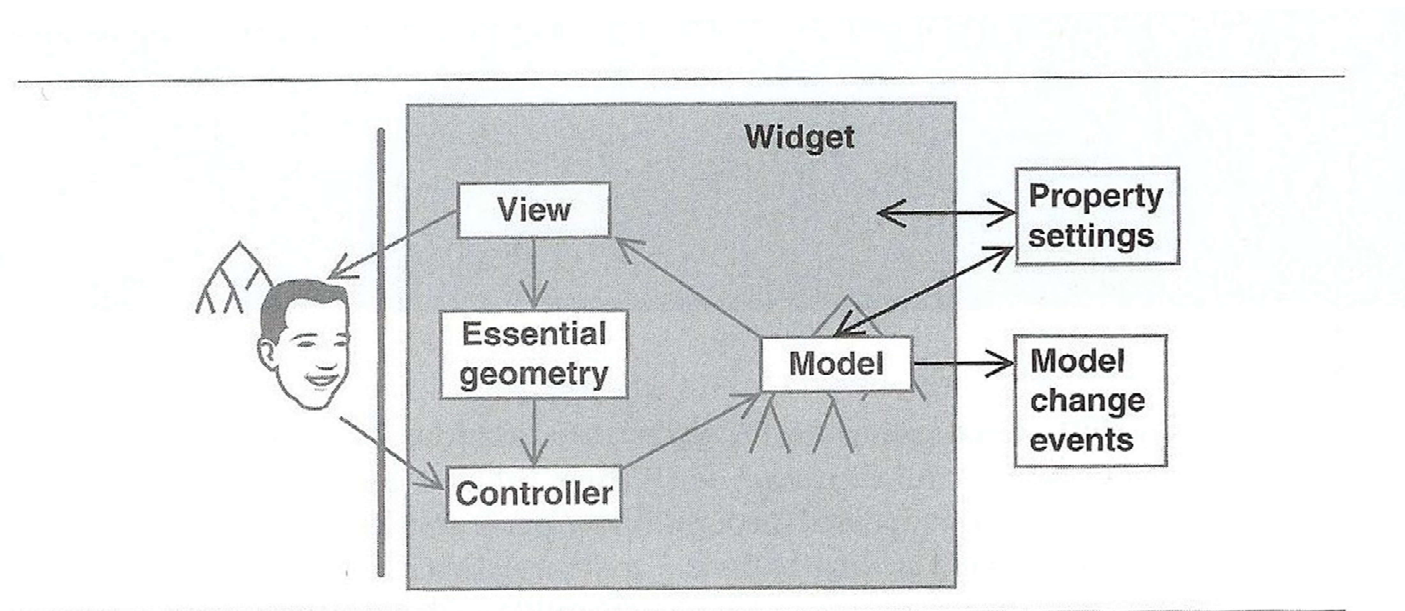 Widget
View
Property
settings
Essential
geometry
Model
Model
change
events
Controller